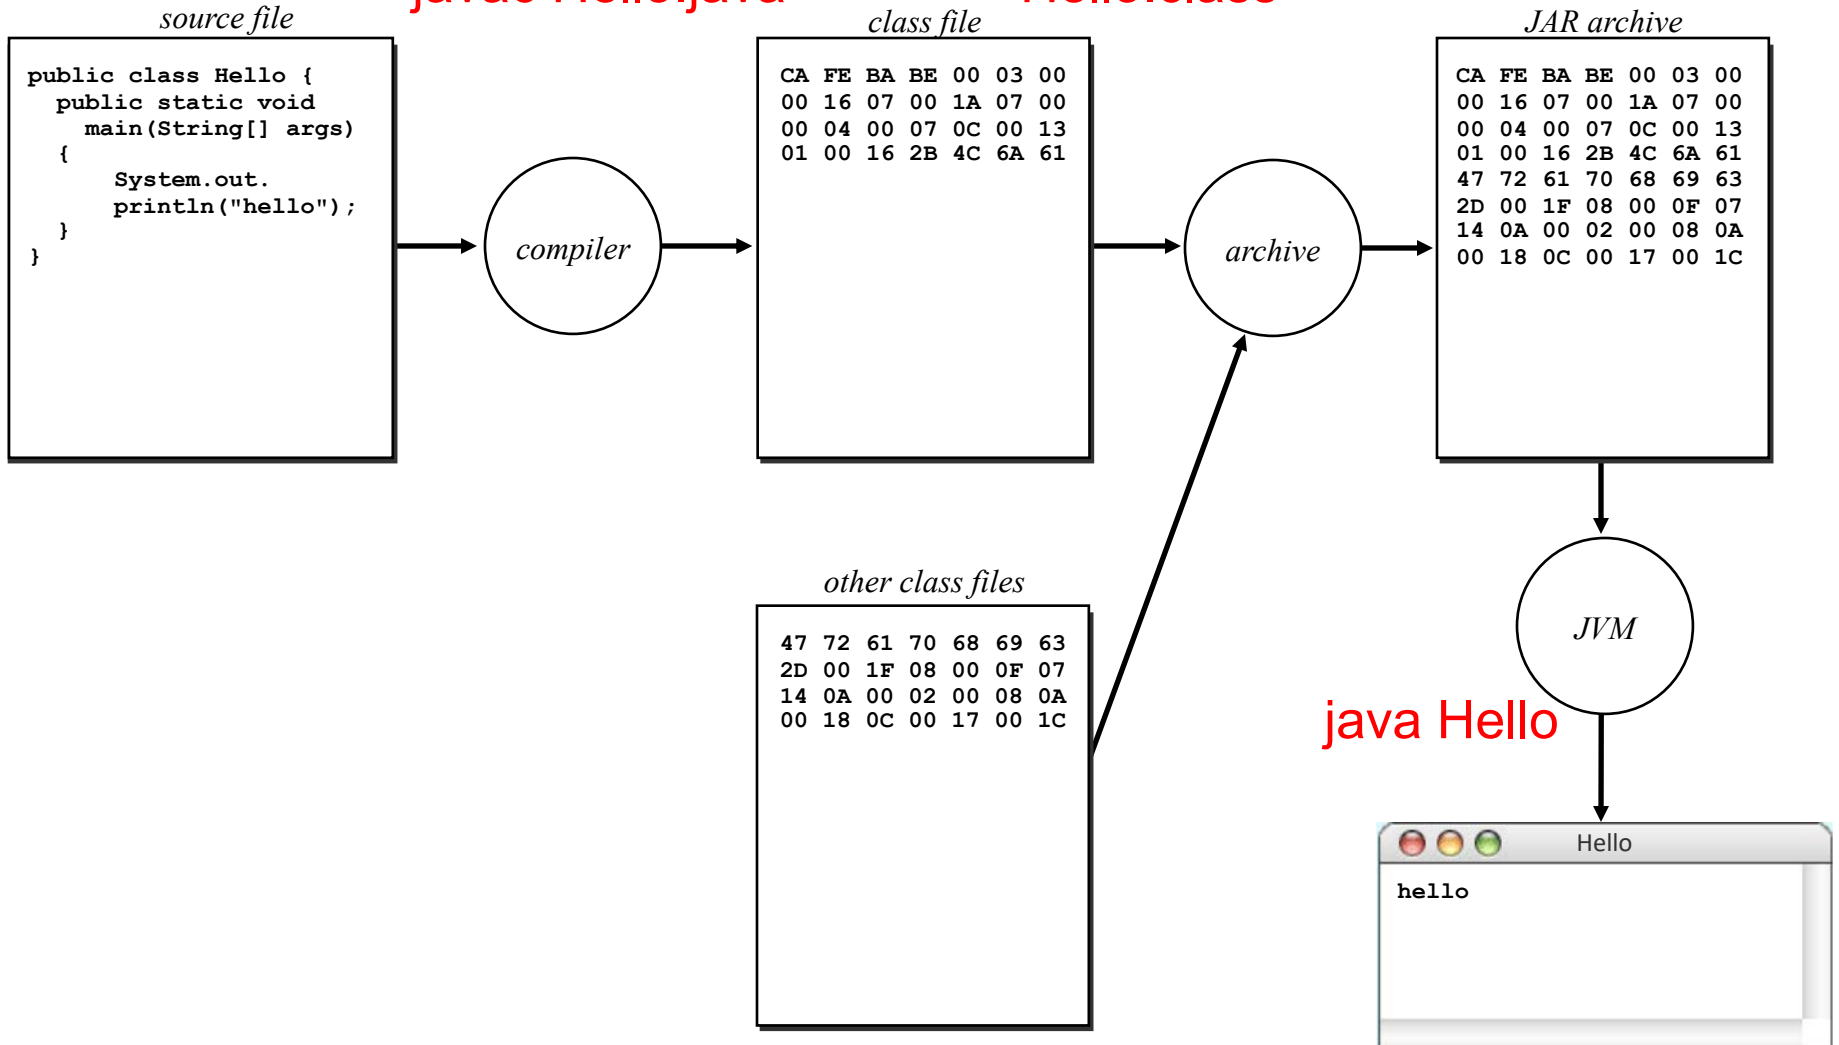 javac Hello.java
Hello.class
source file
public class Hello {
public static void
main(String[] args)
{
System.out.
println("hello");
}
}
compiler
class file
CA FE BA BE 00 03 00
00 16 07 00 1A 07 00
00 04 00 07 0C 00 13
01 00 16 2B 4C 6A 61
archive
JAR archive
CA FE BA BE 00 03 00
00 16 07 00 1A 07 00
00 04 00 07 0C 00 13
01 00 16 2B 4C 6A 61
47 72 61 70 68 69 63
2D 00 1F 08 00 0F 07
14 0A 00 02 00 08 0A
00 18 0C 00 17 00 1C
other class files
47 72 61 70 68 69 63
2D 00 1F 08 00 0F 07
14 0A 00 02 00 08 0A
00 18 0C 00 17 00 1C
JVM
java Hello
Hello
hello